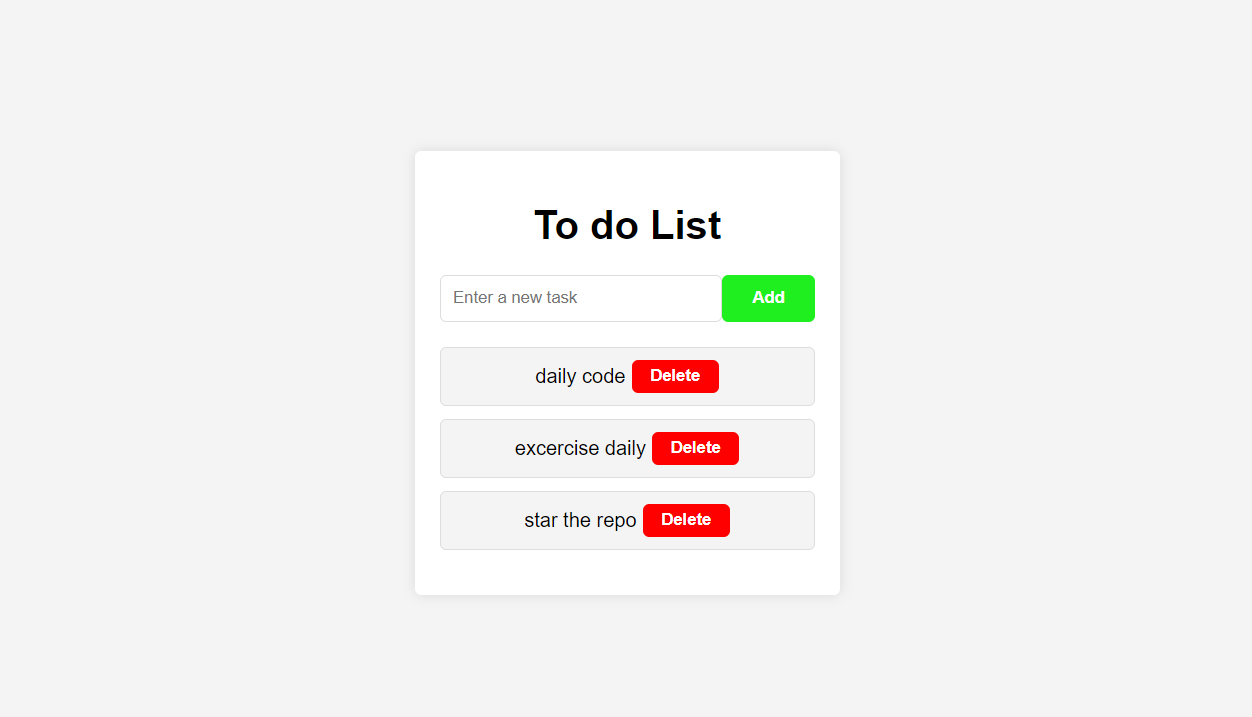 To do List
Enter a new task Add
daily code Delete
excercise daily Delete
star the repo Delete